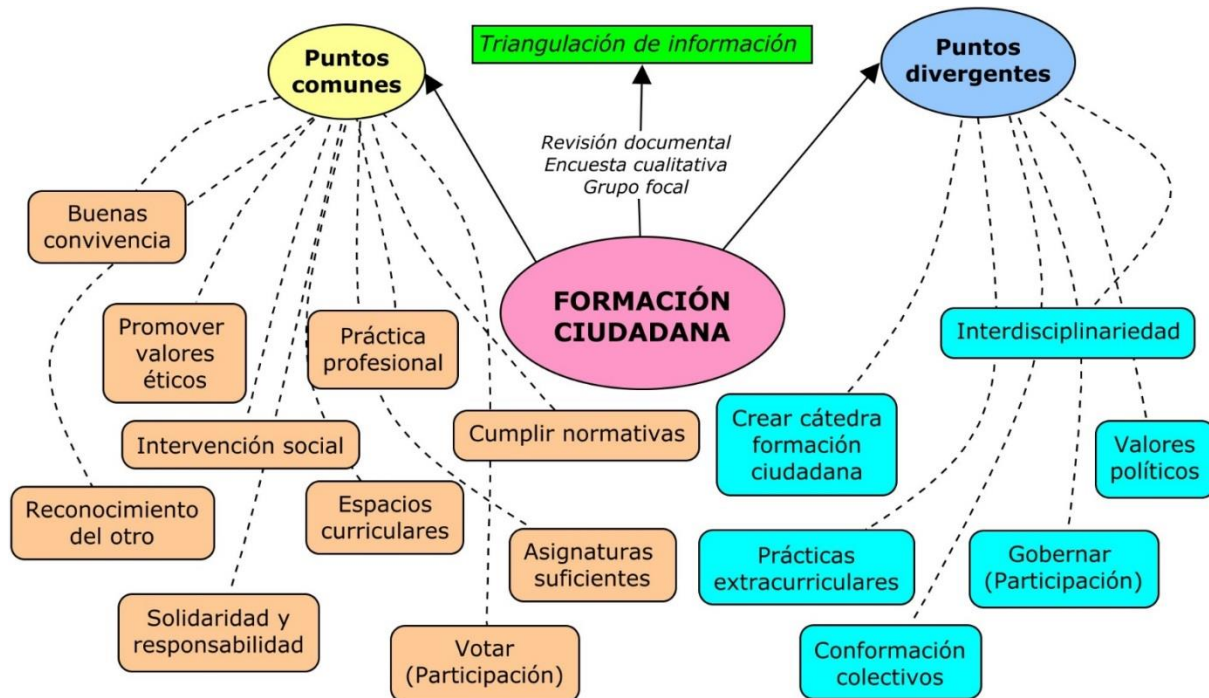 Triangulación de información
Puntos
comunes
Puntos
divergentes
Revisión documental
Encuesta cualitativa
Grupo focal
FORMACIÓN
CIUDADANA
Buenas
convivencia
Promover
valores
éticos
Práctica
profesional
Intervención social
Cumplir normativas
Reconocimiento
del otro
Espacios
curriculares
Asignaturas
suficientes
Solidaridad y
responsabilidad
Votar
(Participación)
Interdisciplinariedad
Crear cátedra
formación
ciudadana
Valores
políticos
Prácticas
extracurriculares
Gobernar
(Participación)
Conformación
colectivos